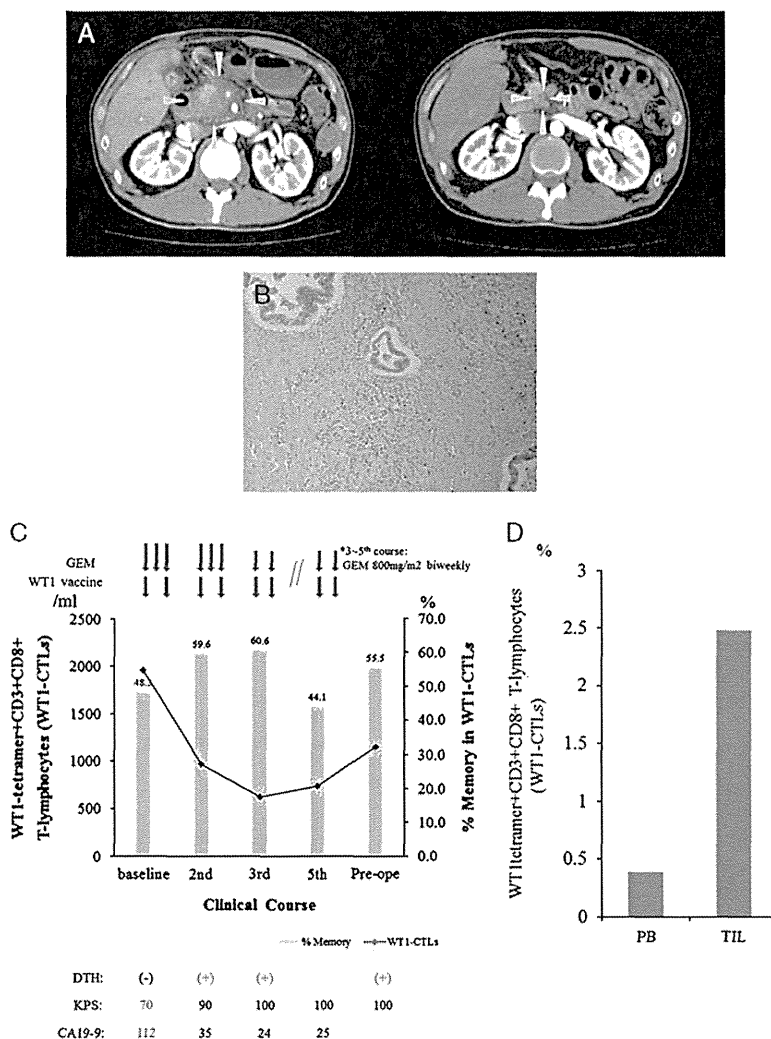 A
B
C
GEM
WT1 vaccine
*3~5th course:
GEM 800mg/m2 biweekly
/ml
%
WT1-tetramer+CD3+CD8+
T-lymphocytes (WT1-CTLs)
2500
2000
1500
1000
500
0
59.6
60.6
44.1
55.5
70.0
60.0
50.0
40.0
30.0
20.0
10.0
0.0
% Memory in WT1-CTLs
baseline 2nd 3rd 5th Pre-ope
Clinical Course
% Memory WT1-CTLs
DTH: (-) (+) (+) (+)
KPS: 70 90 100 100 100
CA19-9: 112 35 24 25
D
%
WT1tetramer+CD3+CD8+ T-lymphocytes
(WT1-CTLs)
3
2.5
2
1.5
1
0.5
0
PB TIL